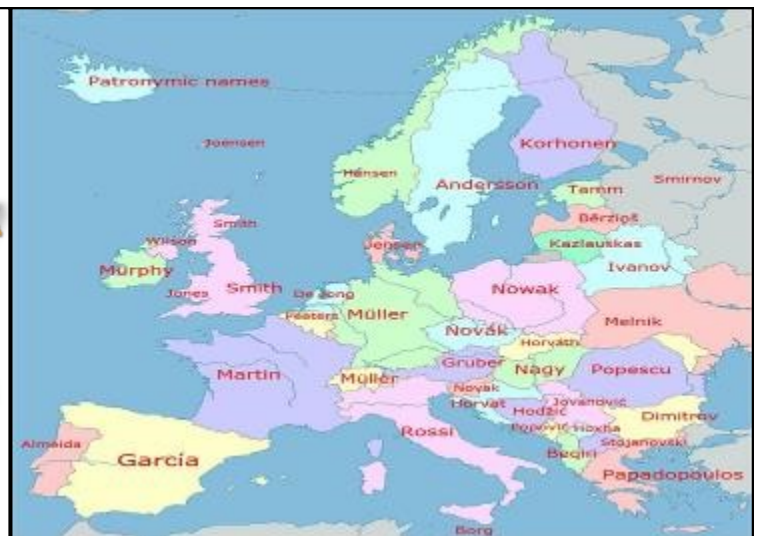 Patronymic names
Joensen
Korhonen
Hansen
Andersson
Smirnov
Tamm
Smith
Bērziņš
Wilson
Jensen
Kazlauskas
Murphy
Ivanov
Jones
Smith
De Jong
Nowak
Peeters
Müller
Melnik
Novák
Horváth
Martin
Müller
Gruber
Nagy
Popescu
Novak
Horvat
Jovanović
Hodžić
Dimitrov
Rossi
Popović
Hoxha
Almeida
Stojanovski
García
Beqiri
Papadopoulos
Borg